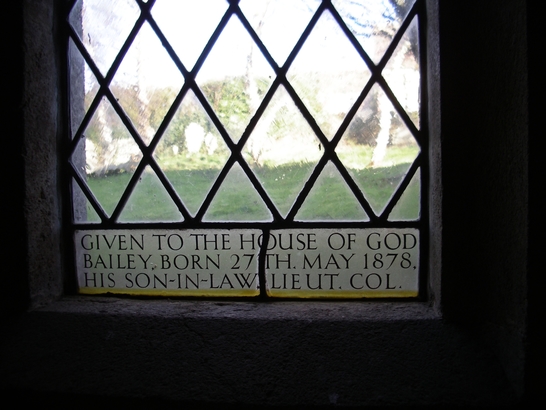 GIVEN TO THE HOUSE OF GOD
BAILEY, BORN 27TH. MAY 1878,
HIS SON-IN-LAW, LIEUT. COL.